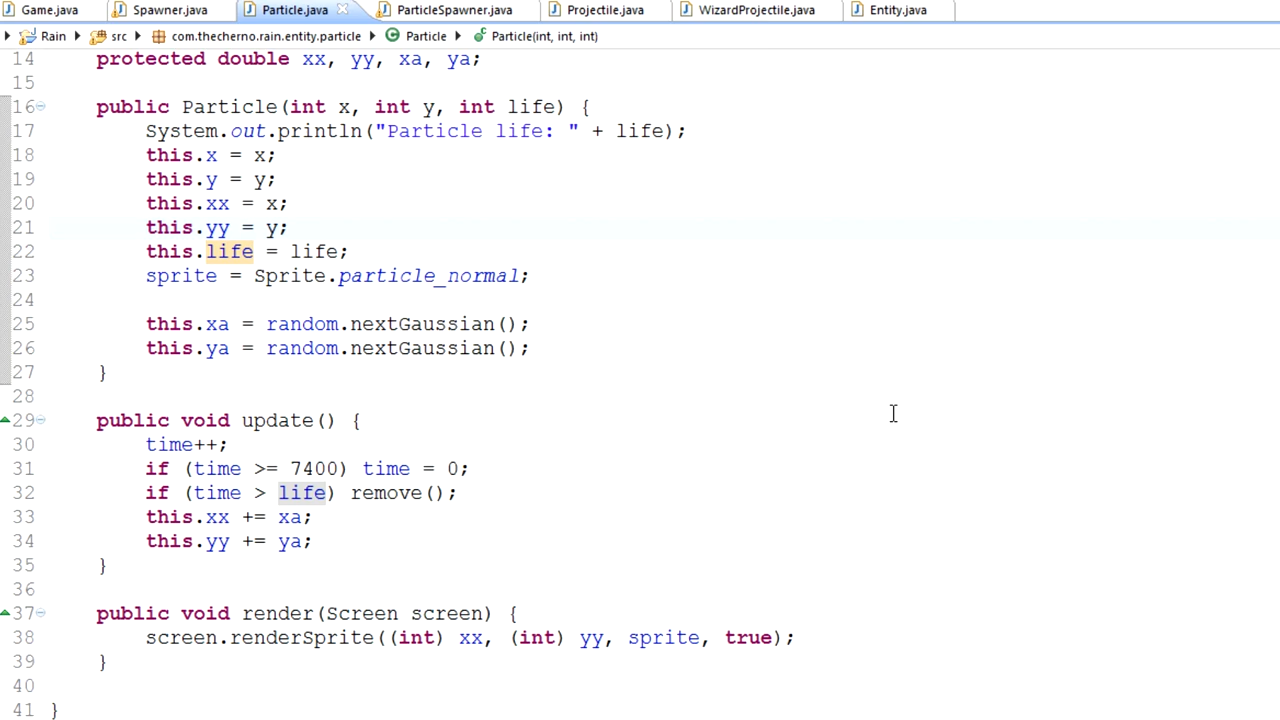 Game.java Spawner.java Particle.java ParticleSpawner.java Projectile.java WizardProjectile.java Entity.java
Rain src com.thecherno.rain.entity.particle Particle Particle(int, int, int)
14 protected double xx, yy, xa, ya;
15
16 public Particle(int x, int y, int life) {
17 System.out.println("Particle life: " + life);
18 this.x = x;
19 this.y = y;
20 this.xx = x;
21 this.yy = y;
22 this.life = life;
23 sprite = Sprite.particle_normal;
24
25 this.xa = random.nextGaussian();
26 this.ya = random.nextGaussian();
27 }
28
29 public void update() {
30 time++;
31 if (time >= 7400) time = 0;
32 if (time > life) remove();
33 this.xx += xa;
34 this.yy += ya;
35 }
36
37 public void render(Screen screen) {
38 screen.renderSprite((int) xx, (int) yy, sprite, true);
39 }
40
41 }